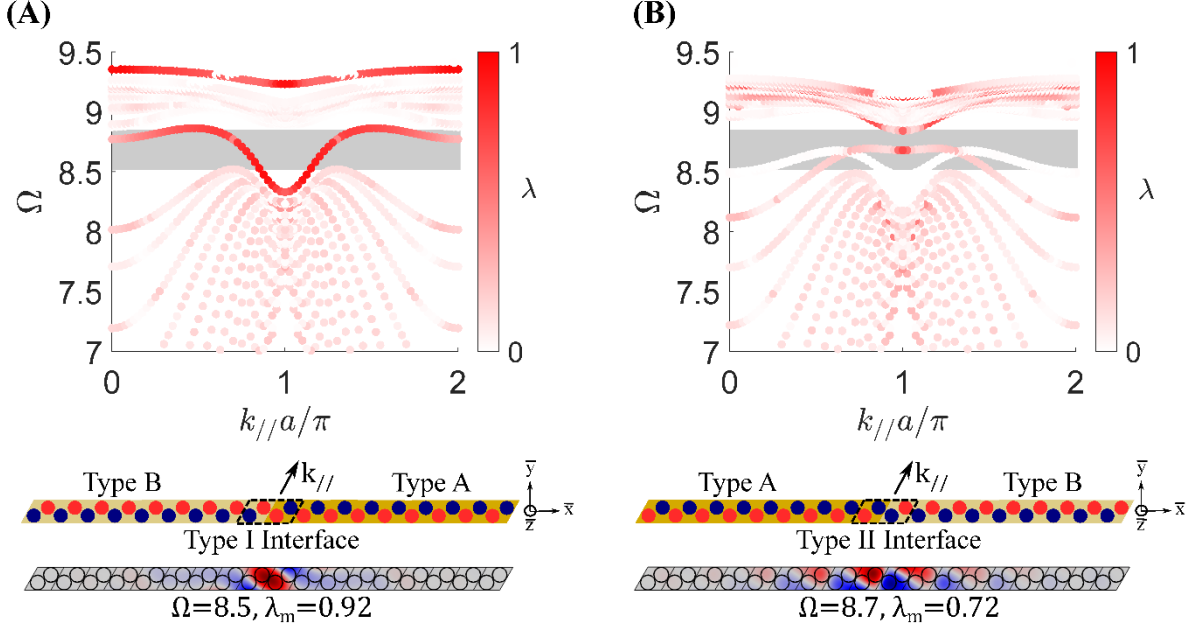 (A)
9.5
9
8.5
8
7.5
7
Ω
0
1
2
k//a/π
1
0
λ
Type B
k//
Type A
Type I Interface
y
x
z
Ω=8.5, λm=0.92
(B)
9.5
9
8.5
8
7.5
7
Ω
0
1
2
k//a/π
1
0
λ
Type A
k//
Type B
Type II Interface
y
x
z
Ω=8.7, λm=0.72